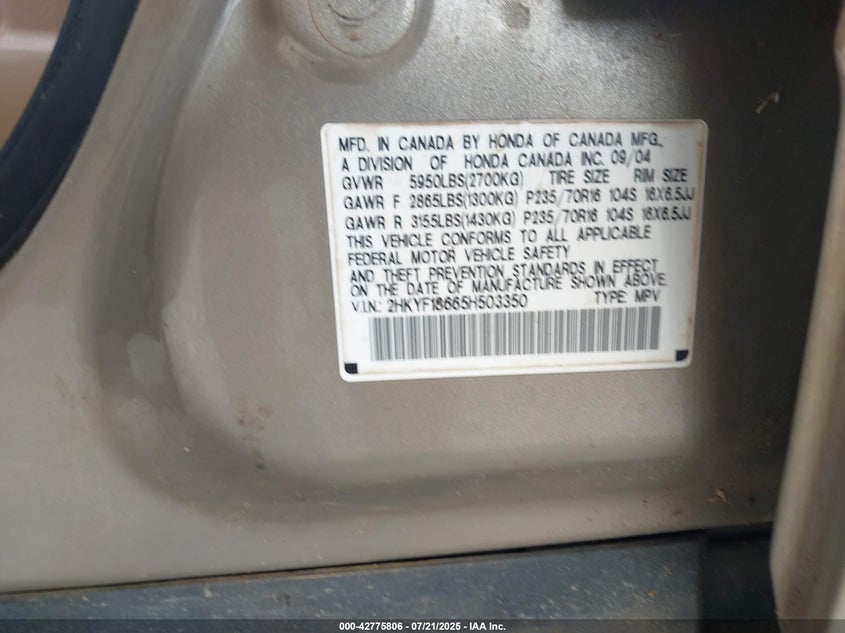 MFD. IN CANADA BY HONDA OF CANADA MFG.,
A DIVISION OF HONDA CANADA INC. 09/04
GVWR 5950LBS(2700KG) TIRE SIZE RIM SIZE
GAWR F 2865LBS(1300KG) P235/70R16 104S 16X6.5JJ
GAWR R 3155LBS(1430KG) P235/70R16 104S 16X6.5JJ
THIS VEHICLE CONFORMS TO ALL APPLICABLE
FEDERAL MOTOR VEHICLE SAFETY
AND THEFT PREVENTION STANDARDS IN EFFECT
ON THE DATE OF MANUFACTURE SHOWN ABOVE.
V.I.N.: 2HKYF18665H503350 TYPE: MPV
000-42775806 - 07/21/2025 - IAA Inc.